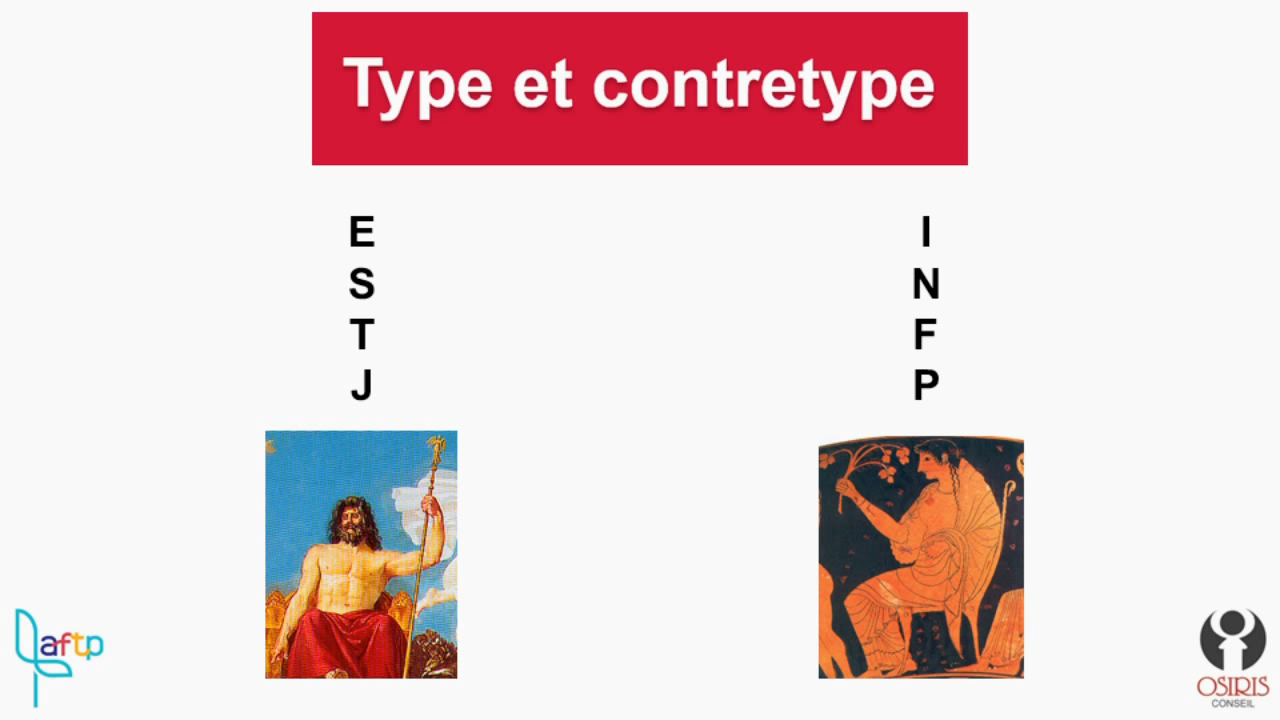 Type et contretype
E
S
T
J
I
N
F
P
aftp
OSIRIS
CONSEIL